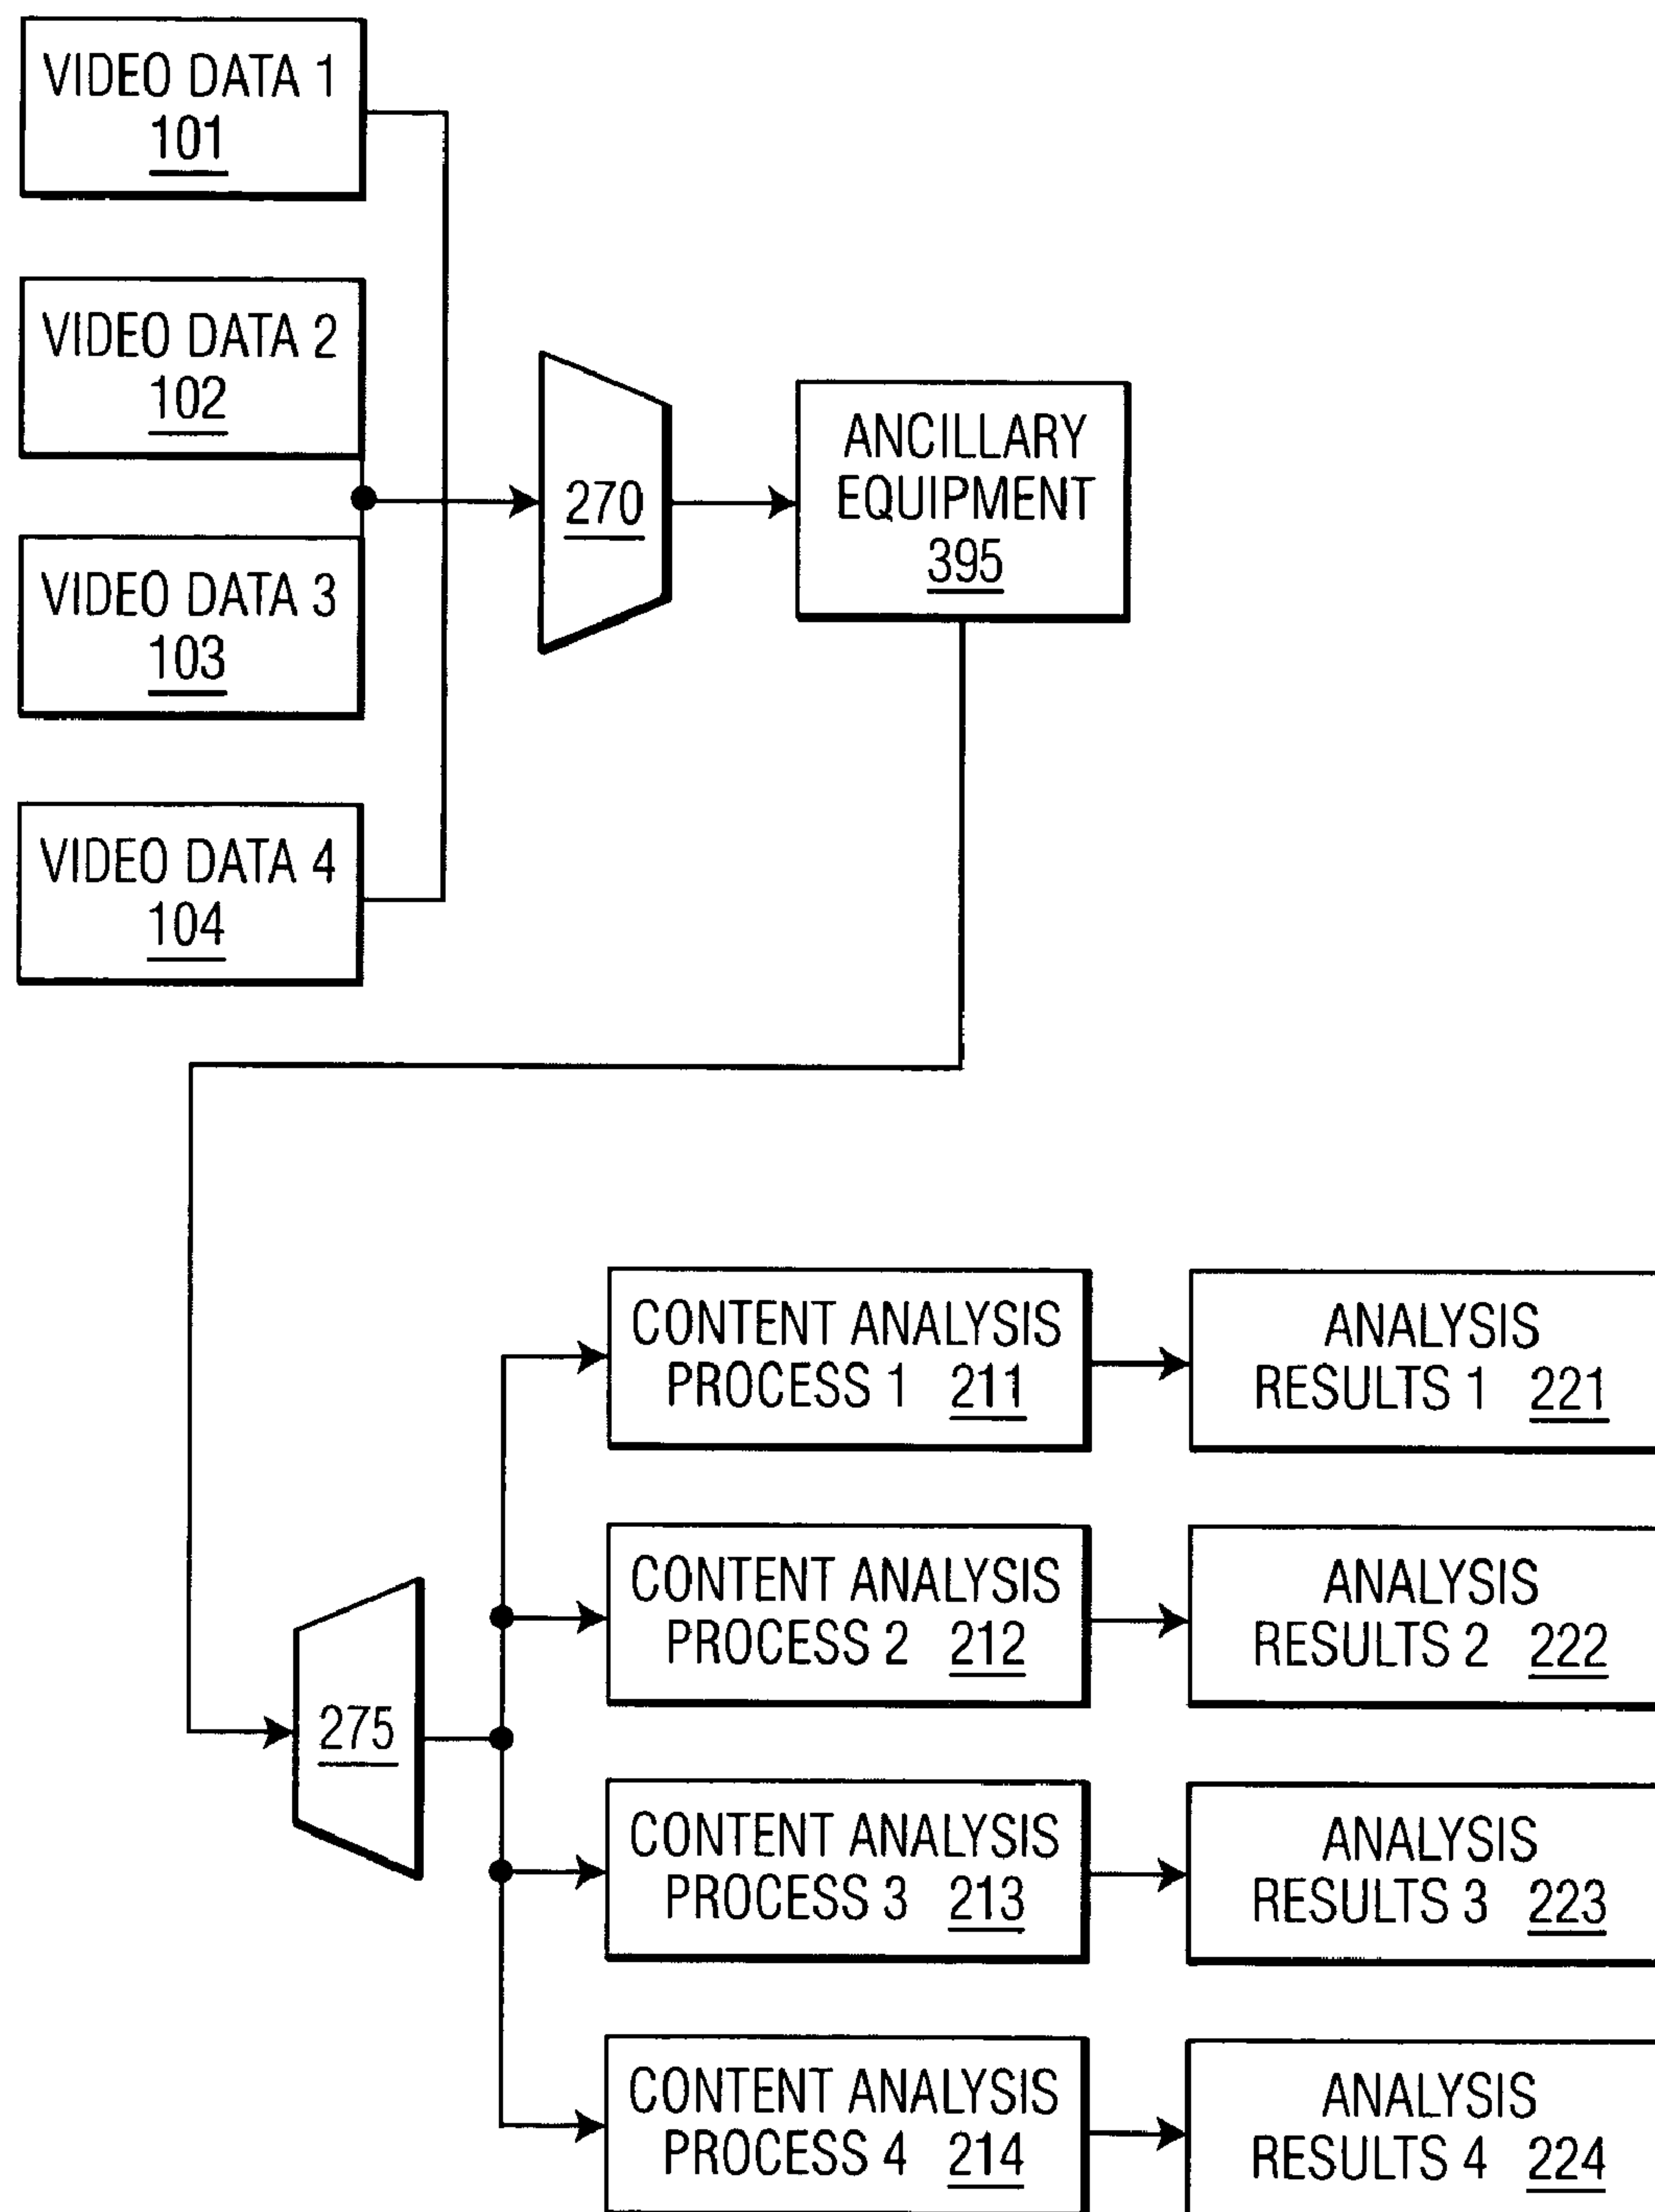 VIDEO DATA 1
101
VIDEO DATA 2
102
VIDEO DATA 3
103
VIDEO DATA 4
104
270
ANCILLARY
EQUIPMENT
395
275
CONTENT ANALYSIS
PROCESS 1 211
ANALYSIS
RESULTS 1 221
CONTENT ANALYSIS
PROCESS 2 212
ANALYSIS
RESULTS 2 222
CONTENT ANALYSIS
PROCESS 3 213
ANALYSIS
RESULTS 3 223
CONTENT ANALYSIS
PROCESS 4 214
ANALYSIS
RESULTS 4 224